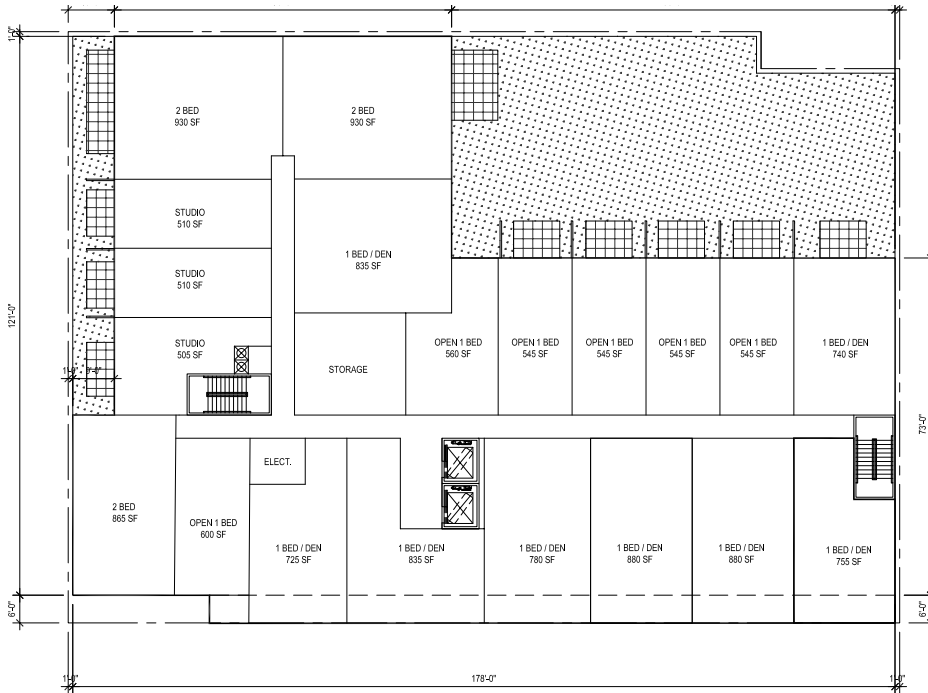 1'-0"
2 BED
930 SF
2 BED
930 SF
STUDIO
510 SF
1 BED / DEN
835 SF
STUDIO
510 SF
121'-0"
STUDIO
505 SF
OPEN 1 BED
560 SF
OPEN 1 BED
545 SF
OPEN 1 BED
545 SF
OPEN 1 BED
545 SF
OPEN 1 BED
545 SF
1 BED / DEN
740 SF
STORAGE
73'-0"
ELECT.
2 BED
865 SF
OPEN 1 BED
600 SF
1 BED / DEN
725 SF
1 BED / DEN
835 SF
1 BED / DEN
780 SF
1 BED / DEN
880 SF
1 BED / DEN
880 SF
1 BED / DEN
755 SF
6'-0"
6'-0"
178'-0"